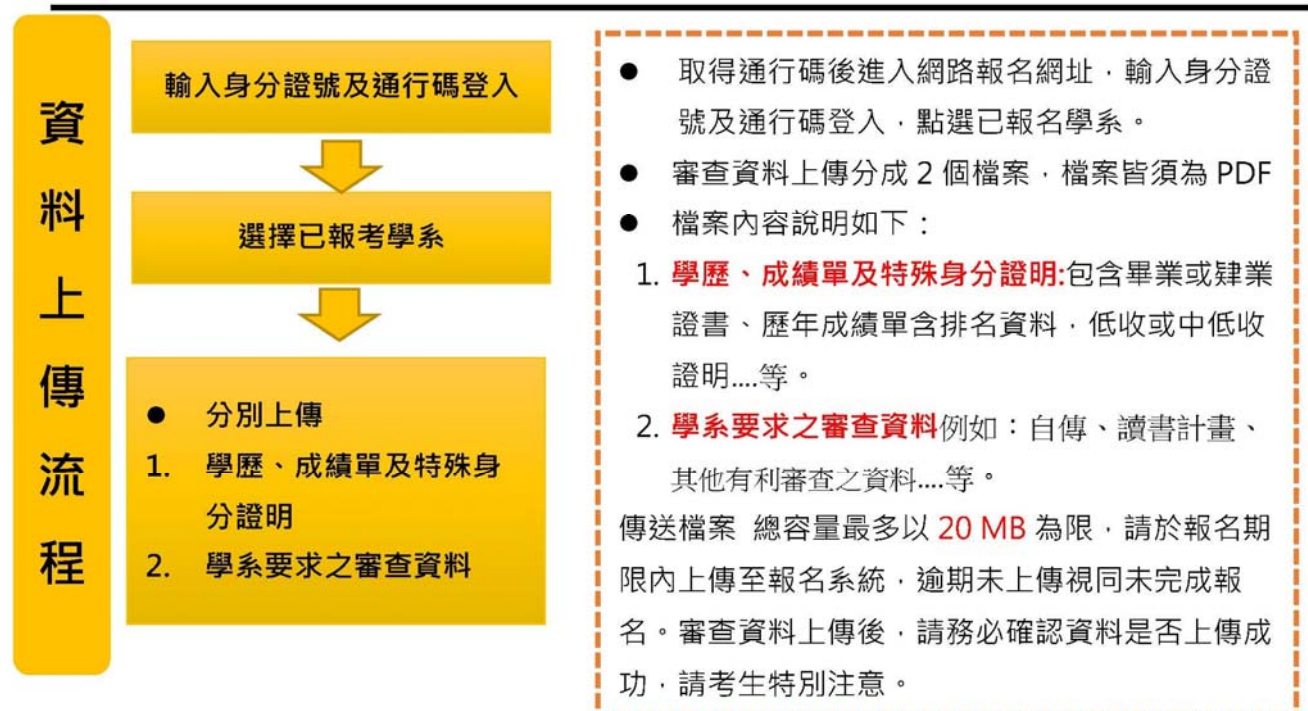 資料上傳流程
輸入身分證號及通行碼登入
選擇已報考學系
● 分別上傳
1. 學歷、成績單及特殊身
分證明
2. 學系要求之審查資料
● 取得通行碼後進入網路報名網址，輸入身分證
號及通行碼登入，點選已報名學系。
● 審查資料上傳分成 2 個檔案，檔案皆須為 PDF
● 檔案內容說明如下：
1. 學歷、成績單及特殊身分證明:包含畢業或肄業
證書、歷年成績單含排名資料，低收或中低收
證明....等。
2. 學系要求之審查資料例如：自傳、讀書計畫、
其他有利審查之資料....等。
傳送檔案 總容量最多以 20 MB 為限，請於報名期
限內上傳至報名系統，逾期未上傳視同未完成報
名。審查資料上傳後，請務必確認資料是否上傳成
功，請考生特別注意。